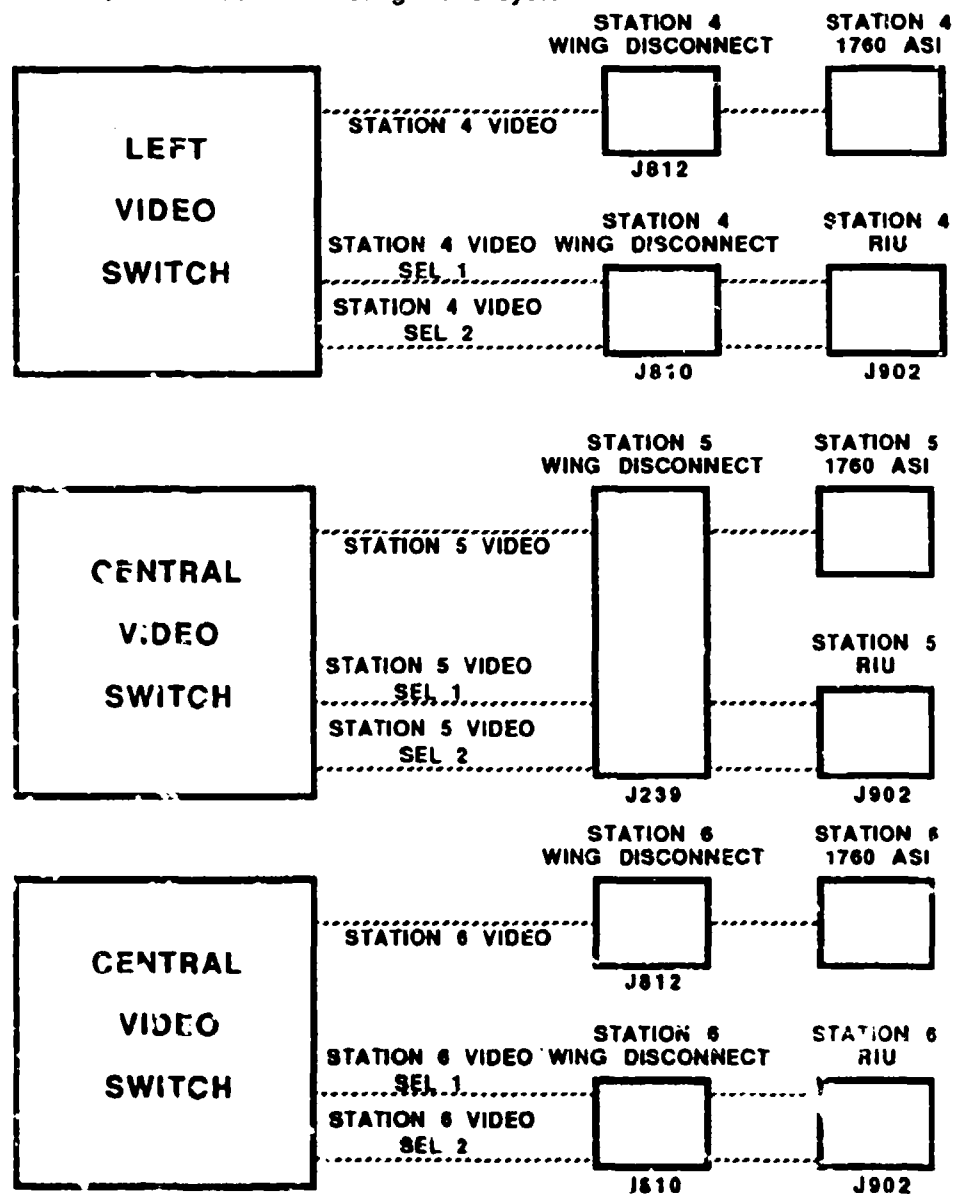 STATION 4
WING DISCONNECT
STATION 4
1760 ASI
LEFT
VIDEO
SWITCH
STATION 4 VIDEO
J812
STATION 4 VIDEO
SEL 1
STATION 4 VIDEO
SEL 2
STATION 4
WING DISCONNECT
STATION 4
RIU
J810
J902
STATION 5
WING DISCONNECT
STATION 5
1760 ASI
CENTRAL
VIDEO
SWITCH
STATION 5 VIDEO
STATION 5 VIDEO
SEL 1
STATION 5 VIDEO
SEL 2
STATION 5
RIU
J239
J902
STATION 6
WING DISCONNECT
STATION 6
1760 ASI
CENTRAL
VIDEO
SWITCH
STATION 6 VIDEO
J812
STATION 6 VIDEO
SEL 1
STATION 6 VIDEO
SEL 2
STATION 6
WING DISCONNECT
STATION 6
RIU
J810
J902